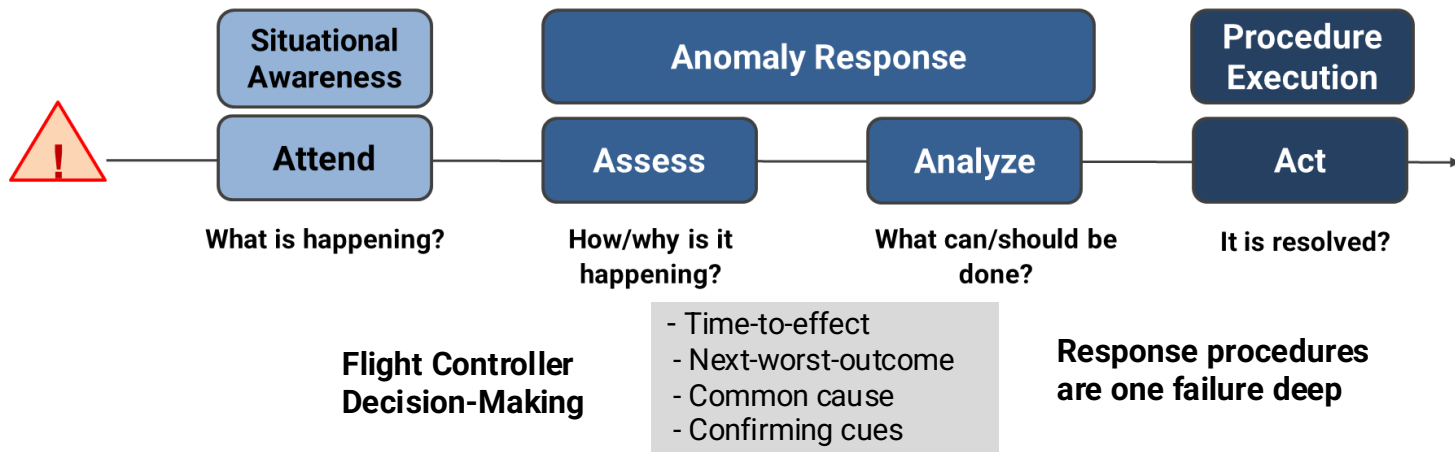 Situational
Awareness
Anomaly Response
Procedure
Execution
!
Attend
Assess
Analyze
Act
What is happening?
How/why is it
happening?
What can/should be
done?
It is resolved?
Flight Controller
Decision-Making
- Time-to-effect
- Next-worst-outcome
- Common cause
- Confirming cues
Response procedures
are one failure deep